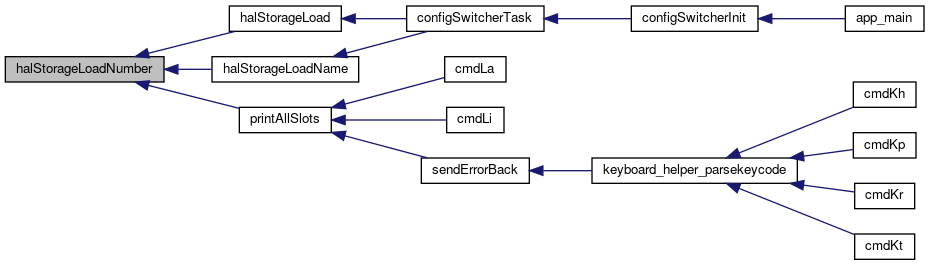 halStorageLoad
configSwitcherTask
configSwitcherInit
app_main
halStorageLoadNumber
halStorageLoadName
cmdLa
printAllSlots
cmdLi
sendErrorBack
keyboard_helper_parsekeycode
cmdKh
cmdKp
cmdKr
cmdKt